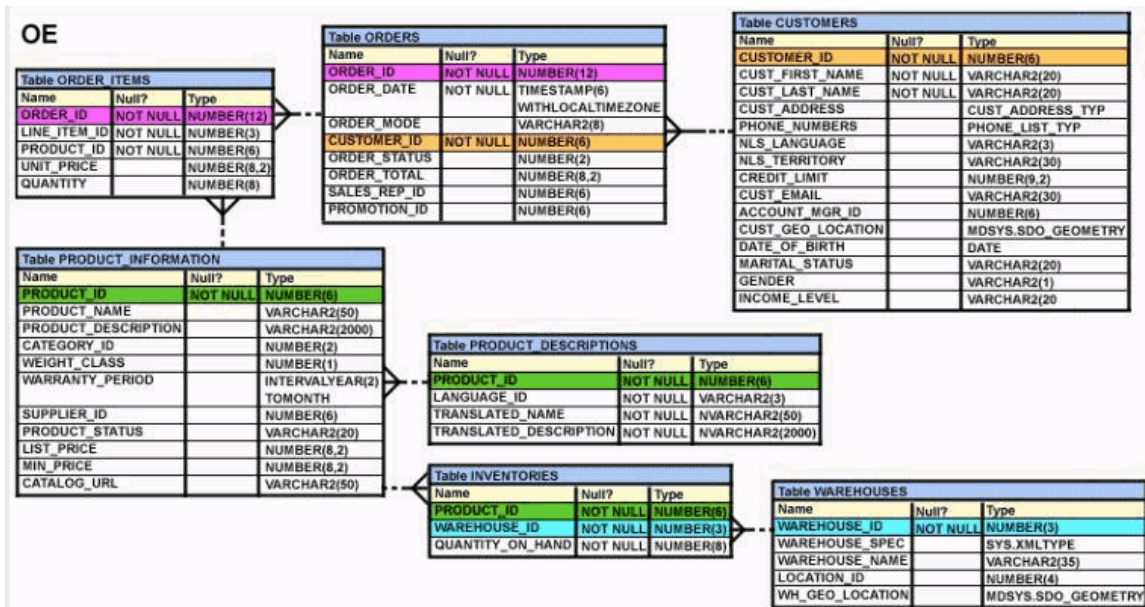 OE
Table ORDER_ITEMS
Name Null? Type
ORDER_ID NOT NULL NUMBER(12)
LINE_ITEM_ID NOT NULL NUMBER(3)
PRODUCT_ID NOT NULL NUMBER(6)
UNIT_PRICE NUMBER(8,2)
QUANTITY NUMBER(8)
Table ORDERS
Name Null? Type
ORDER_ID NOT NULL NUMBER(12)
ORDER_DATE NOT NULL TIMESTAMP(6)
WITHLOCALTIMEZONE
ORDER_MODE VARCHAR2(8)
CUSTOMER_ID NOT NULL NUMBER(6)
ORDER_STATUS NUMBER(2)
ORDER_TOTAL NUMBER(8,2)
SALES_REP_ID NUMBER(6)
PROMOTION_ID NUMBER(6)
Table CUSTOMERS
Name Null? Type
CUSTOMER_ID NOT NULL NUMBER(6)
CUST_FIRST_NAME NOT NULL VARCHAR2(20)
CUST_LAST_NAME NOT NULL VARCHAR2(20)
CUST_ADDRESS CUST_ADDRESS_TYP
PHONE_NUMBERS PHONE_LIST_TYP
NLS_LANGUAGE VARCHAR2(3)
NLS_TERRITORY VARCHAR2(30)
CREDIT_LIMIT NUMBER(9,2)
CUST_EMAIL VARCHAR2(30)
ACCOUNT_MGR_ID NUMBER(6)
CUST_GEO_LOCATION MDSYS.SDO_GEOMETRY
DATE_OF_BIRTH DATE
MARITAL_STATUS VARCHAR2(20)
GENDER VARCHAR2(1)
INCOME_LEVEL VARCHAR2(20
Table PRODUCT_INFORMATION
Name Null? Type
PRODUCT_ID NOT NULL NUMBER(6)
PRODUCT_NAME VARCHAR2(50)
PRODUCT_DESCRIPTION VARCHAR2(2000)
CATEGORY_ID NUMBER(2)
WEIGHT_CLASS NUMBER(1)
WARRANTY_PERIOD INTERVALYEAR(2)
TOMONTH
SUPPLIER_ID NUMBER(6)
PRODUCT_STATUS VARCHAR2(20)
LIST_PRICE NUMBER(8,2)
MIN_PRICE NUMBER(8,2)
CATALOG_URL VARCHAR2(50)
Table PRODUCT_DESCRIPTIONS
Name Null? Type
PRODUCT_ID NOT NULL NUMBER(6)
LANGUAGE_ID NOT NULL VARCHAR2(3)
TRANSLATED_NAME NOT NULL NVARCHAR2(50)
TRANSLATED_DESCRIPTION NOT NULL NVARCHAR2(2000)
Table INVENTORIES
Name Null? Type
PRODUCT_ID NOT NULL NUMBER(6)
WAREHOUSE_ID NOT NULL NUMBER(3)
QUANTITY_ON_HAND NOT NULL NUMBER(8)
Table WAREHOUSES
Name Null? Type
WAREHOUSE_ID NOT NULL NUMBER(3)
WAREHOUSE_SPEC SYS.XMLTYPE
WAREHOUSE_NAME VARCHAR2(35)
LOCATION_ID NUMBER(4)
WH_GEO_LOCATION MDSYS.SDO_GEOMETRY